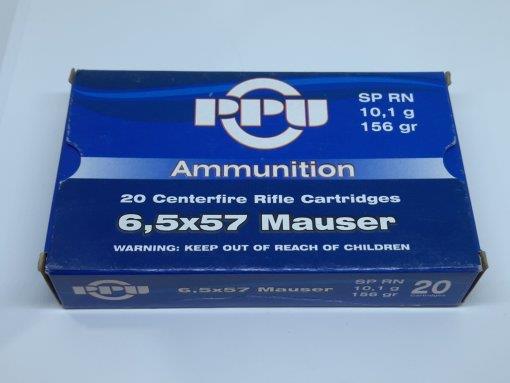 PPU
SP RN
10,1 g
156 gr
Ammunition
20 Centerfire Rifle Cartridges
6,5x57 Mauser
WARNING: KEEP OUT OF REACH OF CHILDREN
PPU
6,5x57 Mauser
SP RN
10,1 g
156 gr
20
Cartridges